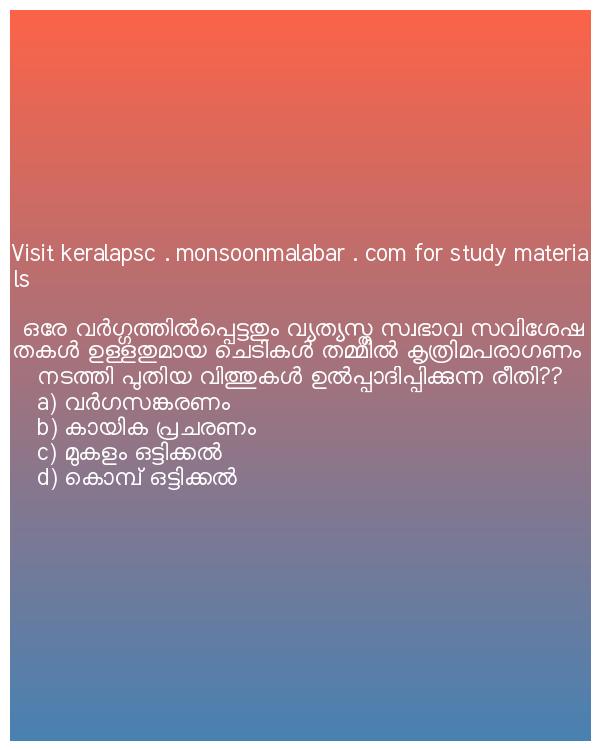 Visit keralapsc . monsoonmalabar . com for study materia
ls
ഒരേ വർഗ്ഗത്തിൽപ്പെട്ടതും വ്യത്യസ്ത സ്വഭാവ സവിശേഷ
തകൾ ഉള്ളതുമായ ചെടികൾ തമ്മിൽ കൃത്രിമപരാഗണം
നടത്തി പുതിയ വിത്തുകൾ ഉൽപ്പാദിപ്പിക്കുന്ന രീതി??
a) വർഗസങ്കരണം
b) കായിക പ്രചരണം
c) മുകളം ഒട്ടിക്കൽ
d) കൊമ്പ് ഒട്ടിക്കൽ